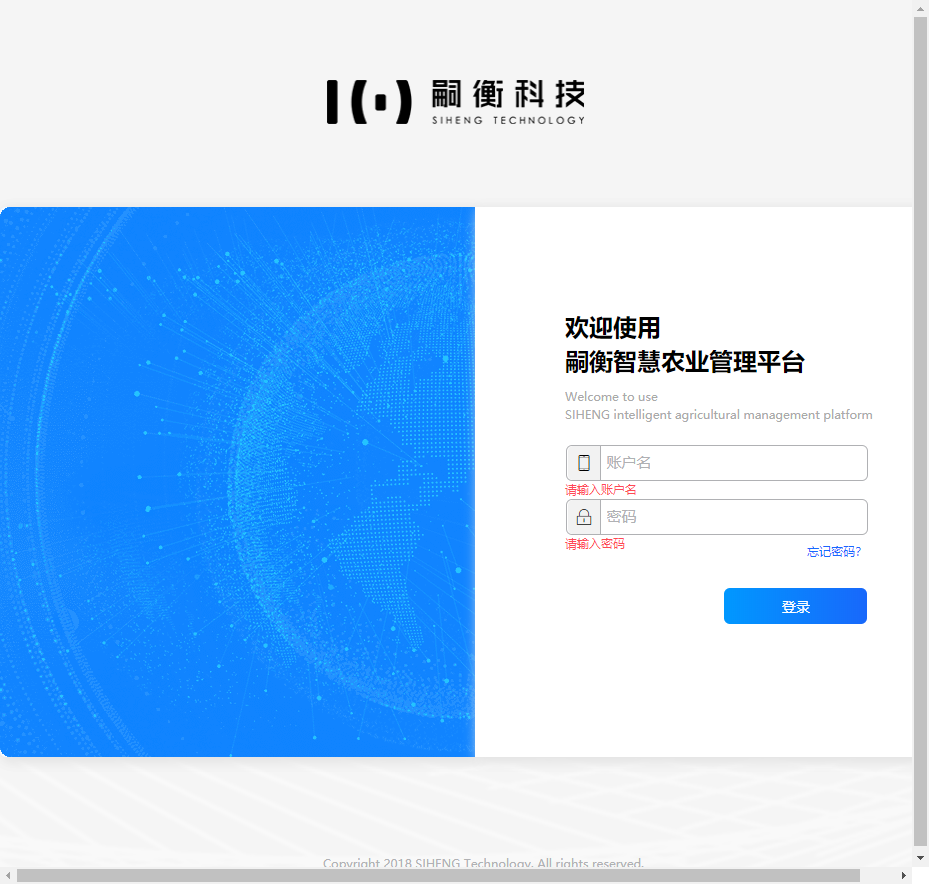 嗣衡科技
SIHENG TECHNOLOGY
欢迎使用
嗣衡智慧农业管理平台
Welcome to use
SIHENG intelligent agricultural management platform
账户名
请输入账户名
密码
请输入密码
忘记密码?
登录
Copyright 2018 SIHENG Technology. All rights reserved.